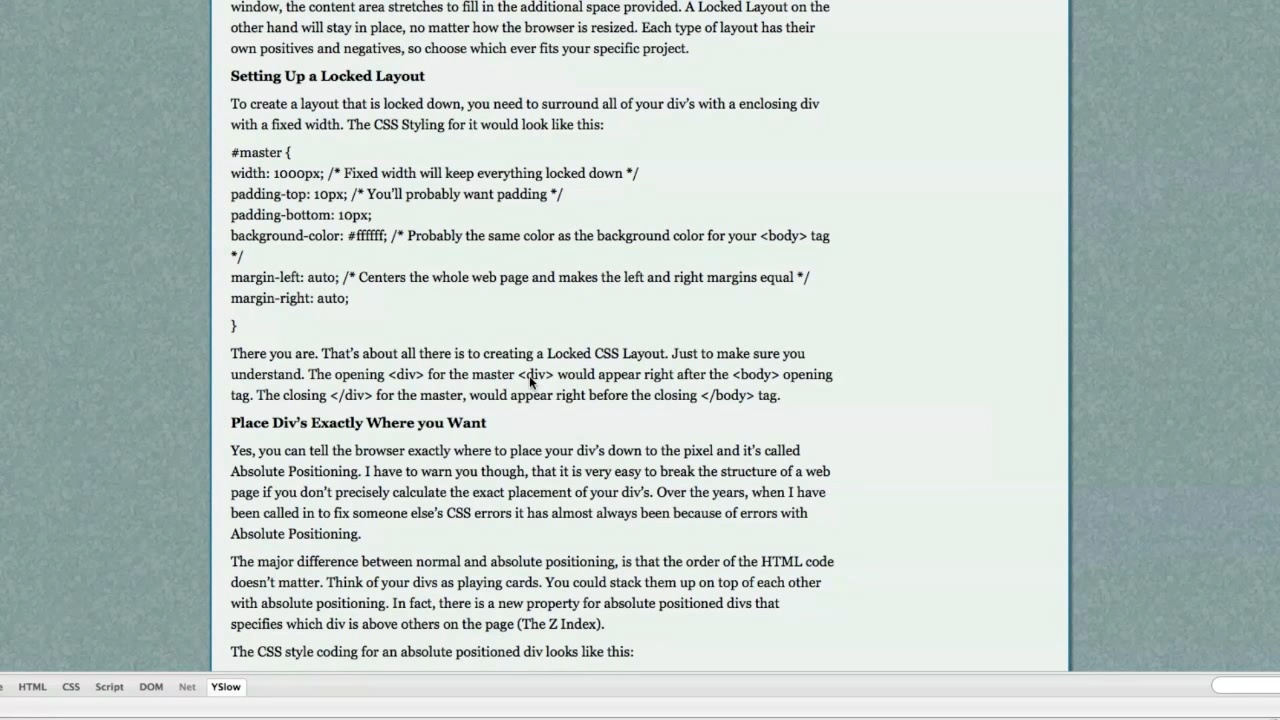 window, the content area stretches to fill in the additional space provided. A Locked Layout on the
other hand will stay in place, no matter how the browser is resized. Each type of layout has their
own positives and negatives, so choose which ever fits your specific project.
Setting Up a Locked Layout
To create a layout that is locked down, you need to surround all of your div's with a enclosing div
with a fixed width. The CSS Styling for it would look like this:
#master {
width: 1000px; /* Fixed width will keep everything locked down */
padding-top: 10px; /* You'll probably want padding */
padding-bottom: 10px;
background-color: #ffffff; /* Probably the same color as the background color for your <body> tag
*/
margin-left: auto; /* Centers the whole web page and makes the left and right margins equal */
margin-right: auto;
}
There you are. That's about all there is to creating a Locked CSS Layout. Just to make sure you
understand. The opening <div> for the master <div> would appear right after the <body> opening
tag. The closing </div> for the master, would appear right before the closing </body> tag.
Place Div's Exactly Where you Want
Yes, you can tell the browser exactly where to place your div's down to the pixel and it's called
Absolute Positioning. I have to warn you though, that it is very easy to break the structure of a web
page if you don't precisely calculate the exact placement of your div's. Over the years, when I have
been called in to fix someone else's CSS errors it has almost always been because of errors with
Absolute Positioning.
The major difference between normal and absolute positioning, is that the order of the HTML code
doesn't matter. Think of your divs as playing cards. You could stack them up on top of each other
with absolute positioning. In fact, there is a new property for absolute positioned divs that
specifies which div is above others on the page (The Z Index).
The CSS style coding for an absolute positioned div looks like this:
HTML CSS Script DOM Net YSlow